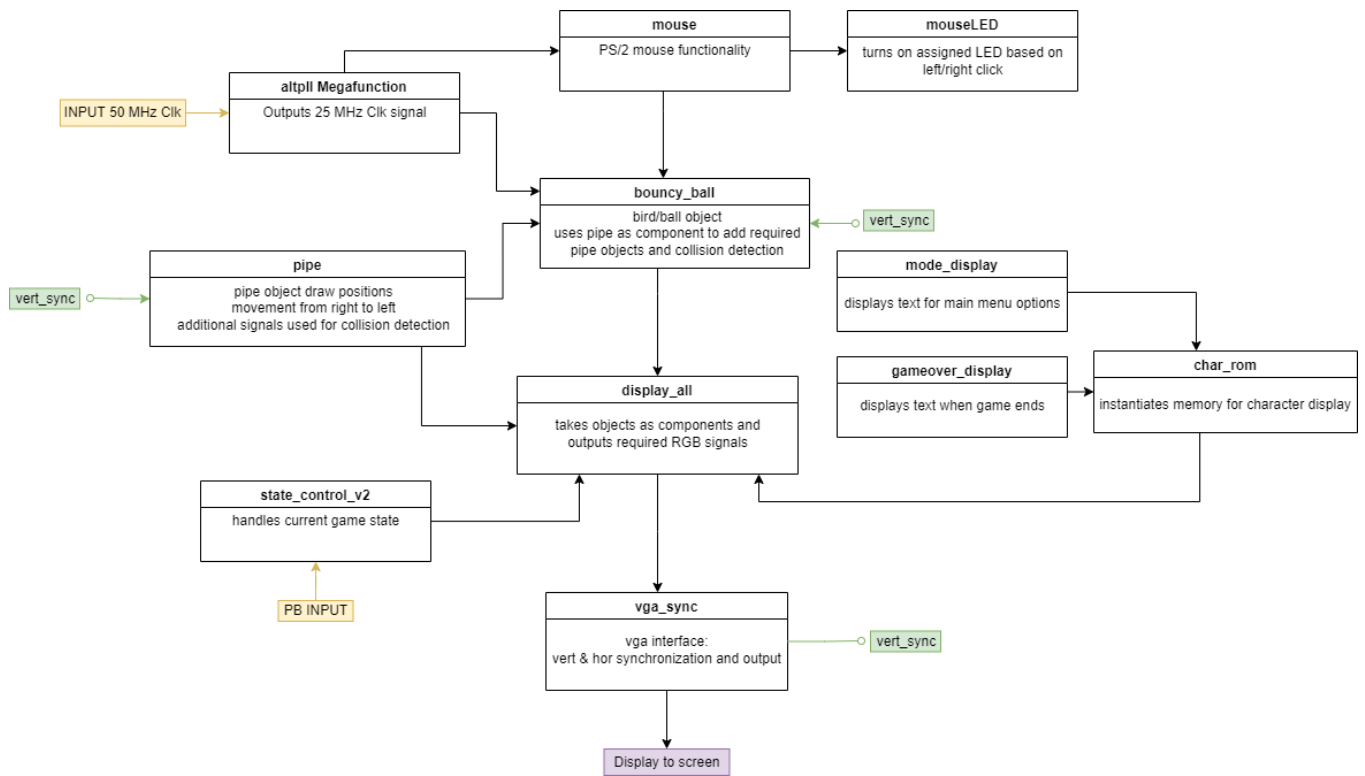 mouse
PS/2 mouse functionality
mouseLED
turns on assigned LED based on
left/right click
altpll Megafunction
Outputs 25 MHz Clk signal
INPUT 50 MHz Clk
bouncy_ball
bird/ball object
uses pipe as component to add required
pipe objects and collision detection
vert_sync
pipe
pipe object draw positions
movement from right to left
additional signals used for collision detection
vert_sync
mode_display
displays text for main menu options
gameover_display
displays text when game ends
char_rom
instantiates memory for character display
display_all
takes objects as components and
outputs required RGB signals
state_control_v2
handles current game state
PB INPUT
vga_sync
vga interface:
vert & hor synchronization and output
vert_sync
Display to screen